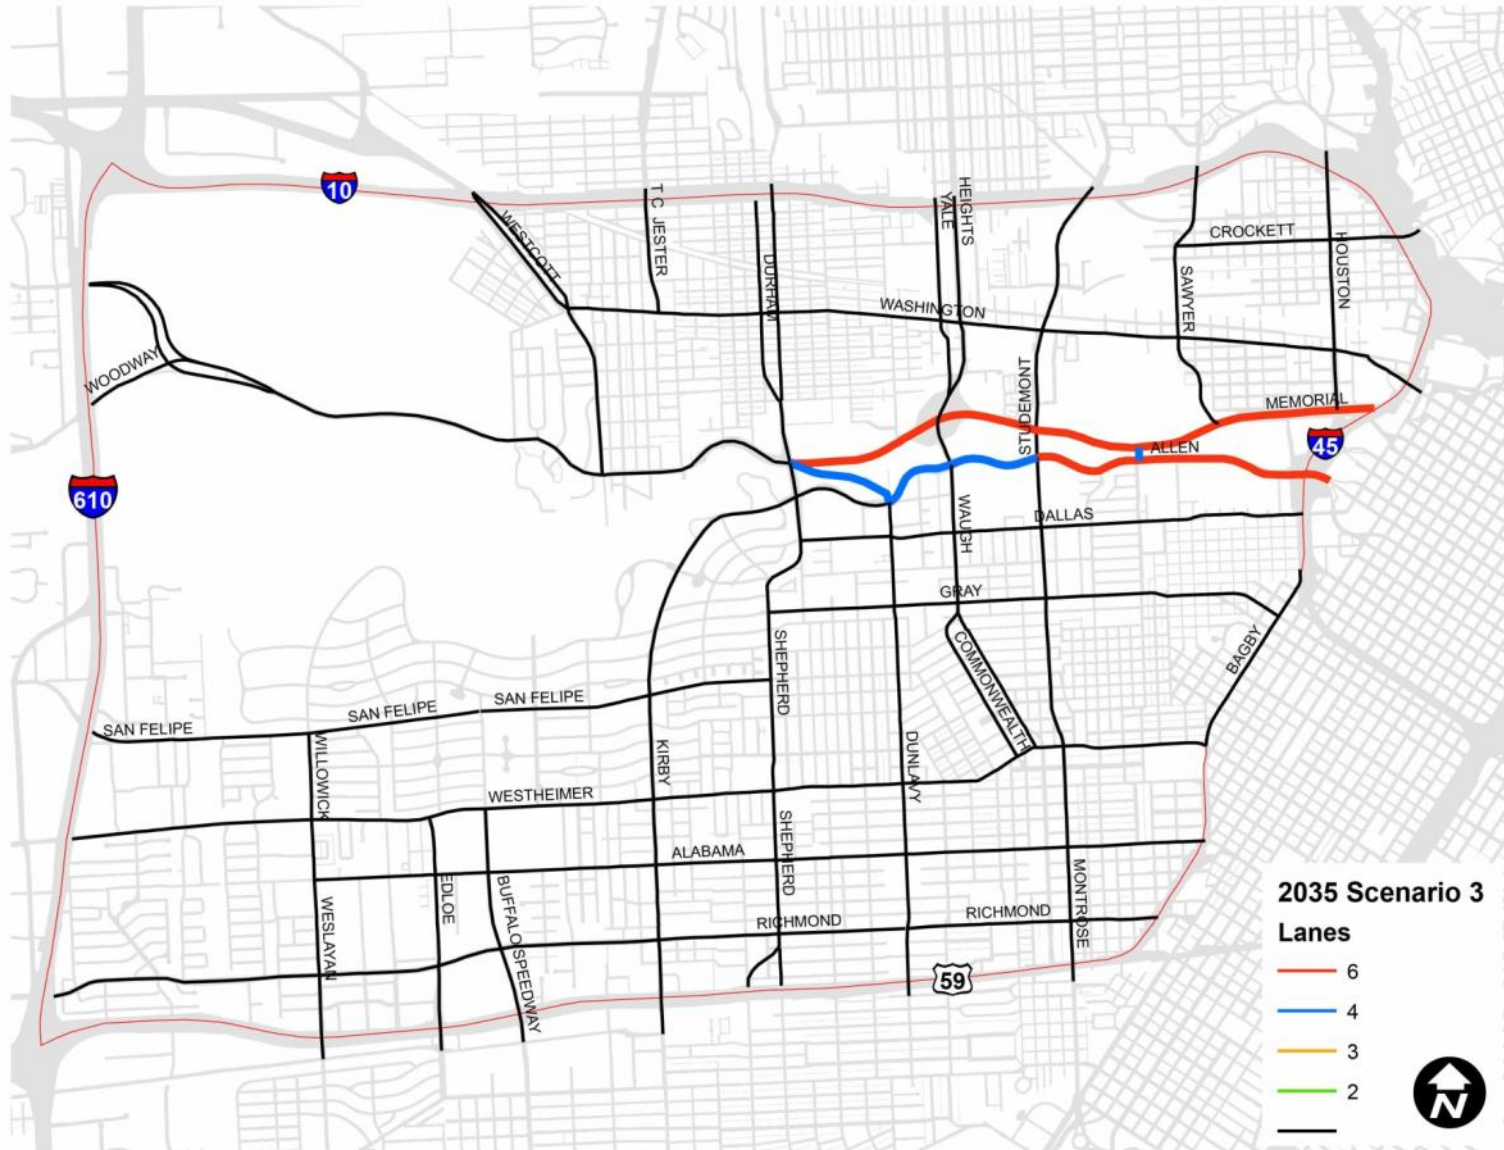 10
WESTCOTT
T C JESTER
DURHAM
YALE
HEIGHTS
CROCKETT
HOUSTON
SAWYER
WASHINGTON
WOODWAY
STUDEMONT
MEMORIAL
ALLEN
45
610
WAUGH
DALLAS
GRAY
COMMONWEALTH
BAGBY
SHEPHERD
SAN FELIPE
SAN FELIPE
SAN FELIPE
WILLOWICK
KIRBY
DUNLAVY
WESTHEIMER
SHEPHERD
ALABAMA
MONTROSE
EDLOE
BUFFALO SPEEDWAY
WESLAYAN
RICHMOND
RICHMOND
59
2035 Scenario 3
Lanes
6
4
3
2
N